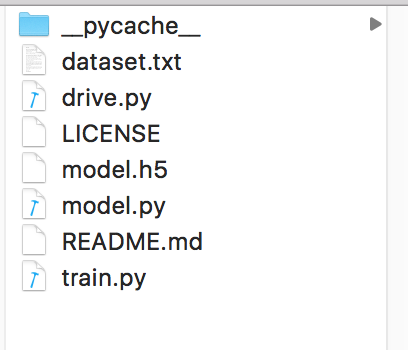 __pycache__
dataset.txt
drive.py
LICENSE
model.h5
model.py
README.md
train.py